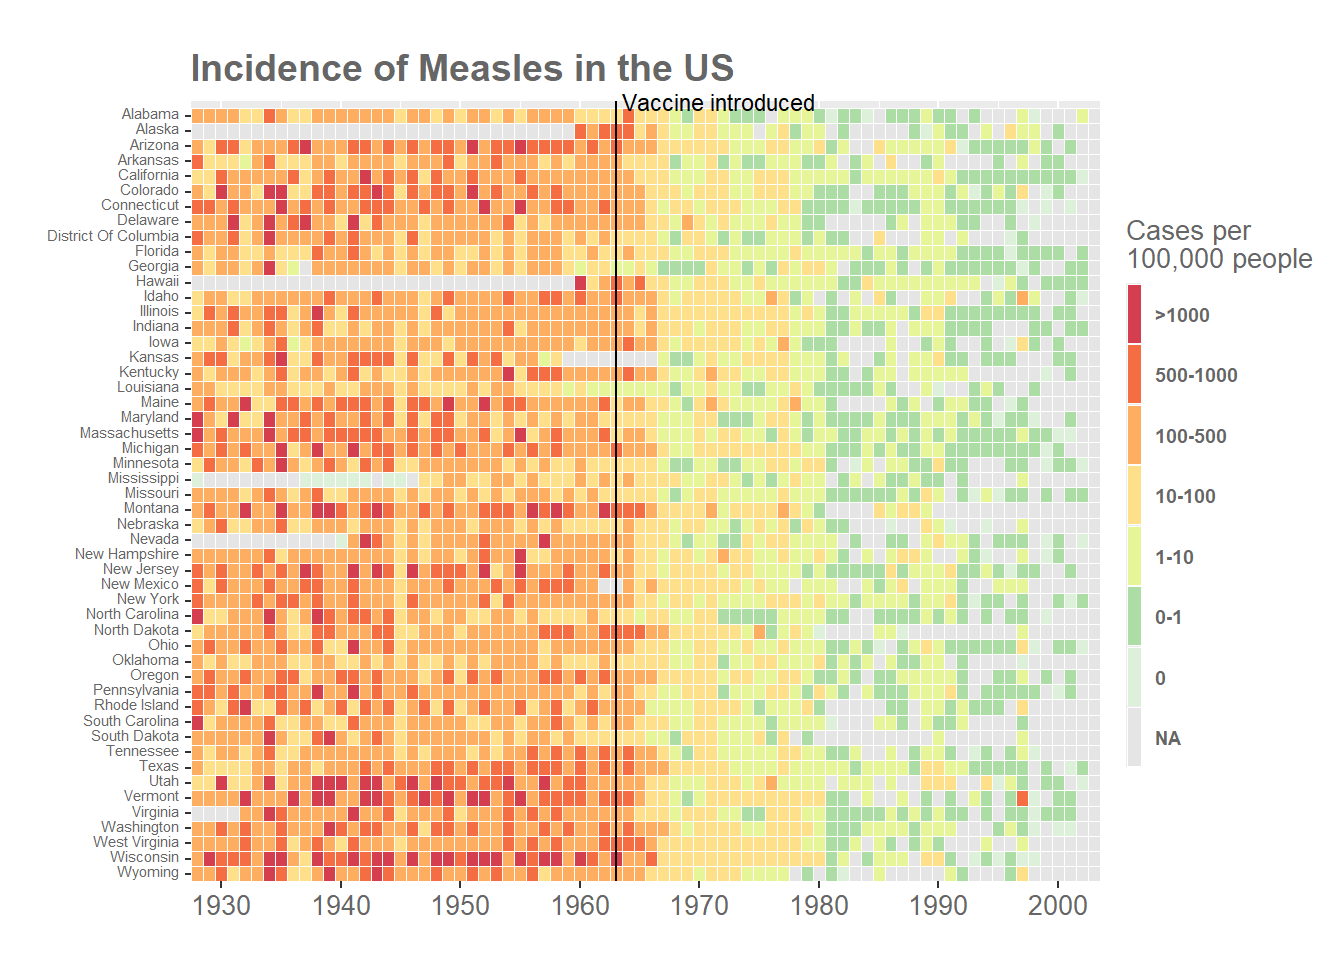 Incidence of Measles in the US
Vaccine introduced
Alabama
Alaska
Arizona
Arkansas
California
Colorado
Connecticut
Delaware
District Of Columbia
Florida
Georgia
Hawaii
Idaho
Illinois
Indiana
Iowa
Kansas
Kentucky
Louisiana
Maine
Maryland
Massachusetts
Michigan
Minnesota
Mississippi
Missouri
Montana
Nebraska
Nevada
New Hampshire
New Jersey
New Mexico
New York
North Carolina
North Dakota
Ohio
Oklahoma
Oregon
Pennsylvania
Rhode Island
South Carolina
South Dakota
Tennessee
Texas
Utah
Vermont
Virginia
Washington
West Virginia
Wisconsin
Wyoming
1930 1940 1950 1960 1970 1980 1990 2000
Cases per
100,000 people
>1000
500-1000
100-500
10-100
1-10
0-1
0
NA